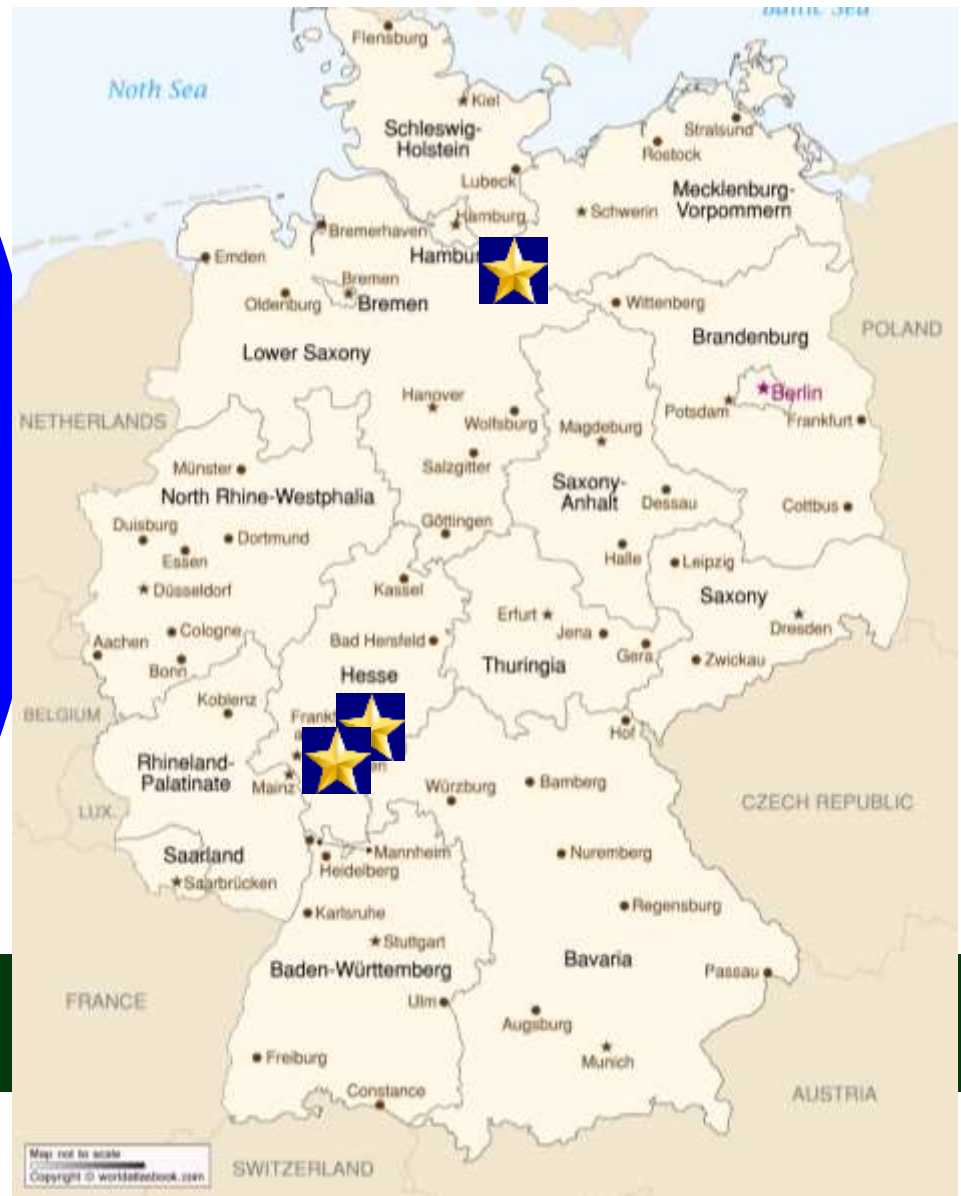 Baltic Sea
Flensburg
Noth Sea
Kiel
Schleswig-
Holstein
Stralsund
Rostock
Lubeck
Mecklenburg-
Vorpommern
Schwerin
Hamburg
Bremerhaven
Hambur
Emden
Bremen
Oldenburg
Bremen
Wittenberg
Brandenburg
POLAND
Lower Saxony
Berlin
Hanover
Potsdam
Frankfurt
NETHERLANDS
Wolfsburg
Magdeburg
Salzgitter
Münster
North Rhine-Westphalia
Saxony-
Anhalt
Dessau
Cottbus
Duisburg
Dortmund
Göttingen
Essen
Halle
Leipzig
Düsseldorf
Kassel
Saxony
Erfurt
Dresden
Cologne
Aachen
Bad Hensfeld
Jena
Gera
Zwickau
Bonn
Hesse
Thuringia
Koblenz
BELGIUM
Frankf
Hof
Rhineland-
Palatinate
en
Mainz
Würzburg
Bamberg
CZECH REPUBLIC
LUX.
Saarland
Mannheim
Heidelberg
Nuremberg
Saarbrücken
Karlsruhe
Regensburg
Stuttgart
Baden-Württemberg
Bavaria
Passau
FRANCE
Ulm
Augsburg
Freiburg
Munich
Constance
AUSTRIA
Map not to scale
Copyright © worldatlasbook.com
SWITZERLAND